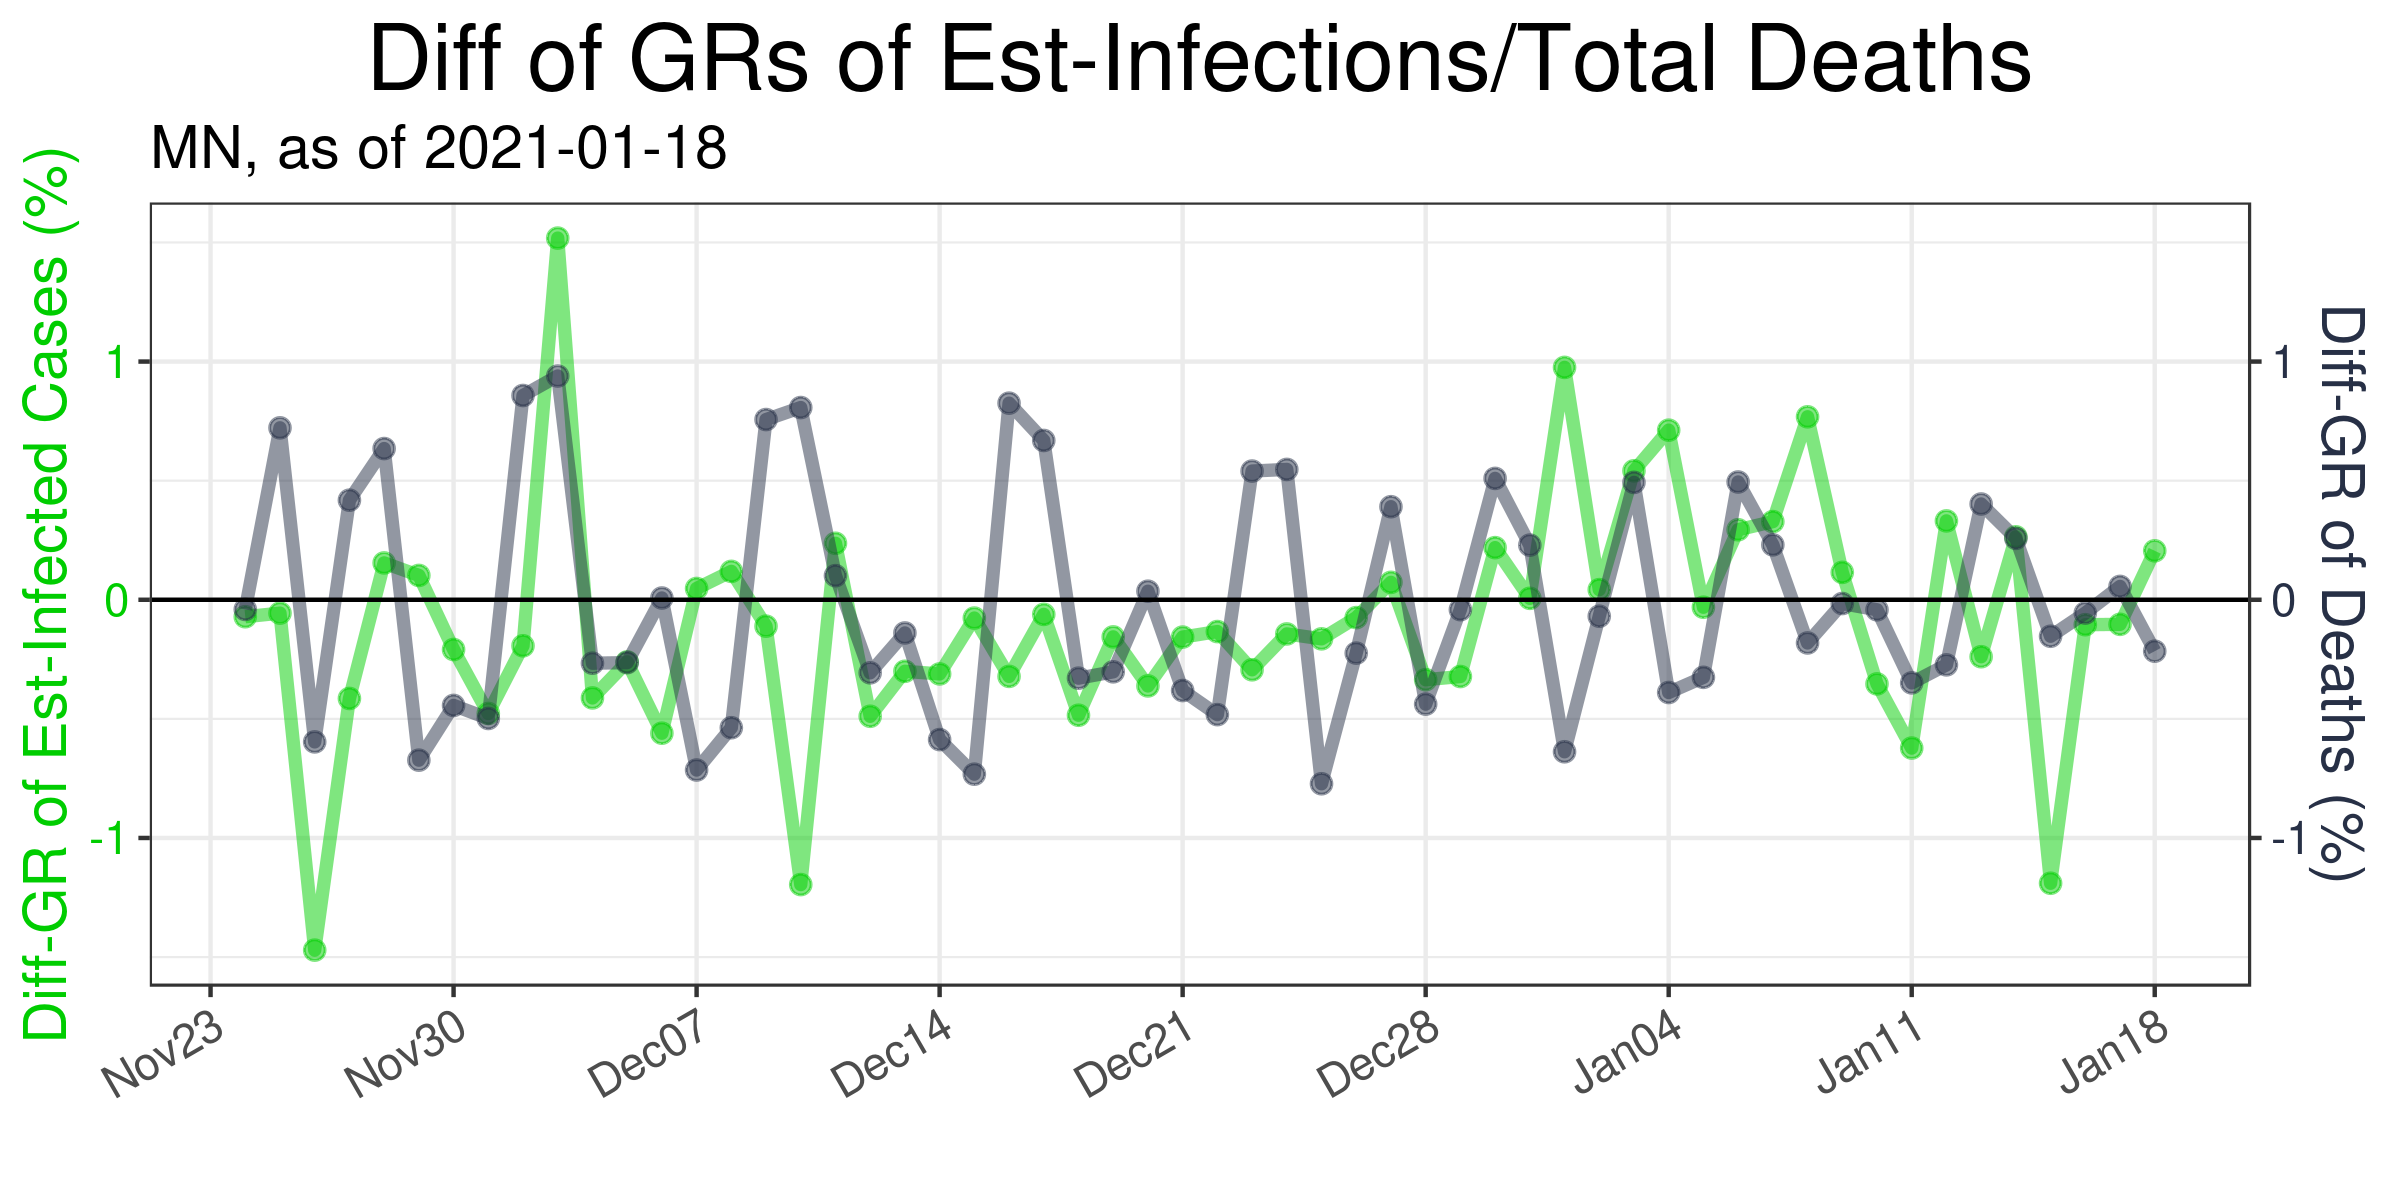 Diff of GRs of Est-Infections/Total Deaths
MN, as of 2021-01-18
Diff-GR of Est-Infected Cases (%)
1
0
-1
1
0
-1
Diff-GR of Deaths (%)
Nov23
Nov30
Dec07
Dec14
Dec21
Dec28
Jan04
Jan11
Jan18